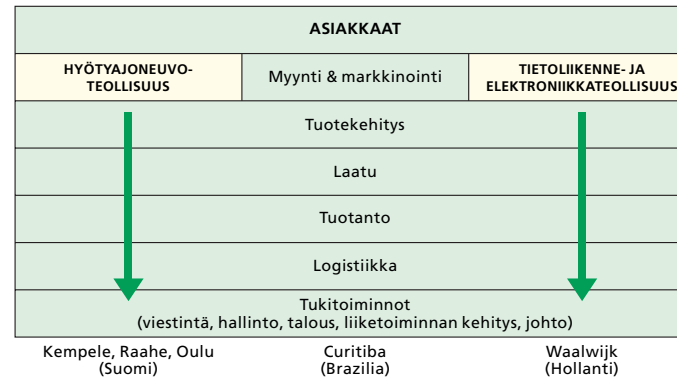 ASIAKKAAT
HYÖTYAJONEUVO-
TEOLLISUUS
Myynti & markkinointi
TIETOLIIKENNE- JA
ELEKTRONIIKKATEOLLISUUS
Tuotekehitys
Laatu
Tuotanto
Logistiikka
Tukitoiminnot
(viestintä, hallinto, talous, liiketoiminnan kehitys, johto)
Kempele, Raahe, Oulu
(Suomi)
Curitiba
(Brazilia)
Waalwijk
(Hollanti)